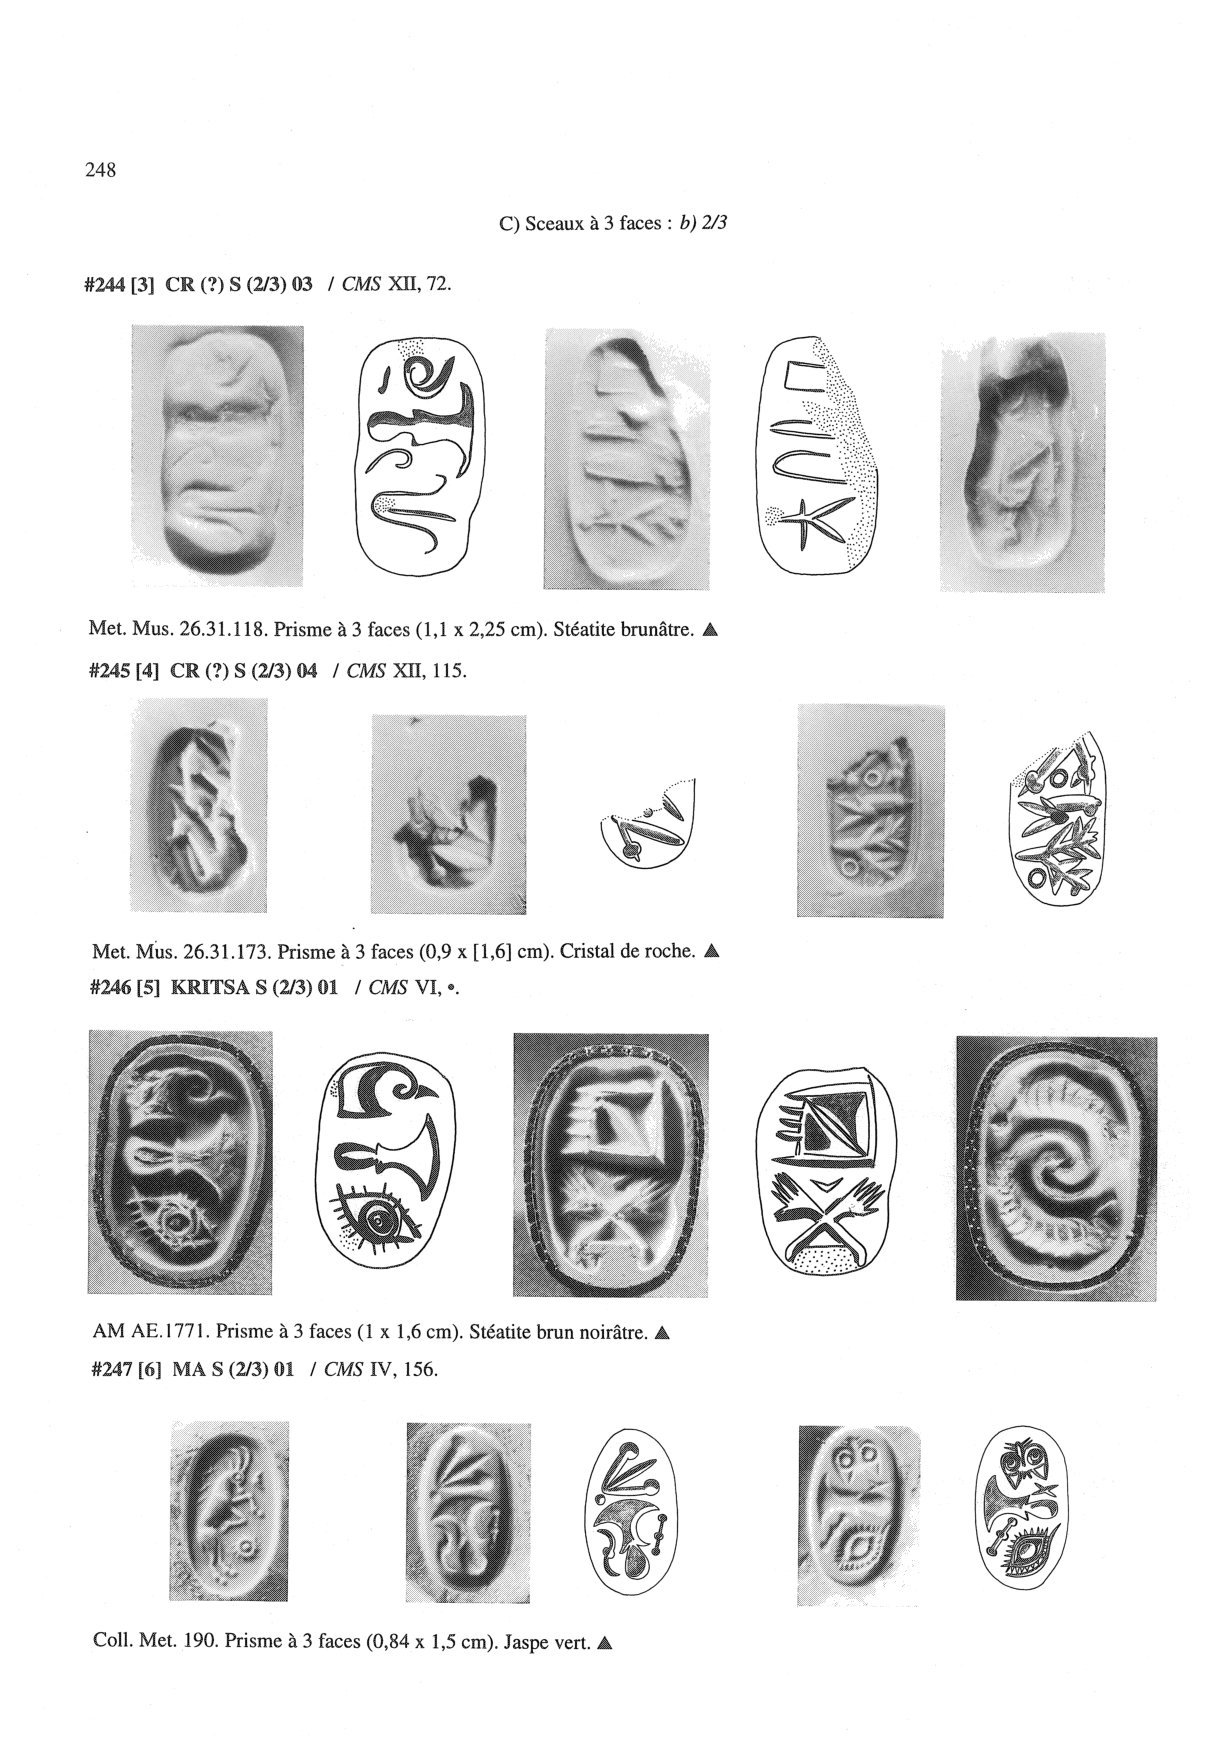 248
C) Sceaux à 3 faces : b) 2/3
#244 [3] CR (?) S (2/3) 03 / CMS XII, 72.
Met. Mus. 26.31.118. Prisme à 3 faces (1,1 x 2,25 cm). Stéatite brunâtre. ▲
#245 [4] CR (?) S (2/3) 04 / CMS XII, 115.
Met. Mus. 26.31.173. Prisme à 3 faces (0,9 x [1,6] cm). Cristal de roche. ▲
#246 [5] KRITSA S (2/3) 01 / CMS VI, •.
AM AE.1771. Prisme à 3 faces (1 x 1,6 cm). Stéatite brun noirâtre. ▲
#247 [6] MA S (2/3) 01 / CMS IV, 156.
Coll. Met. 190. Prisme à 3 faces (0,84 x 1,5 cm). Jaspe vert. ▲